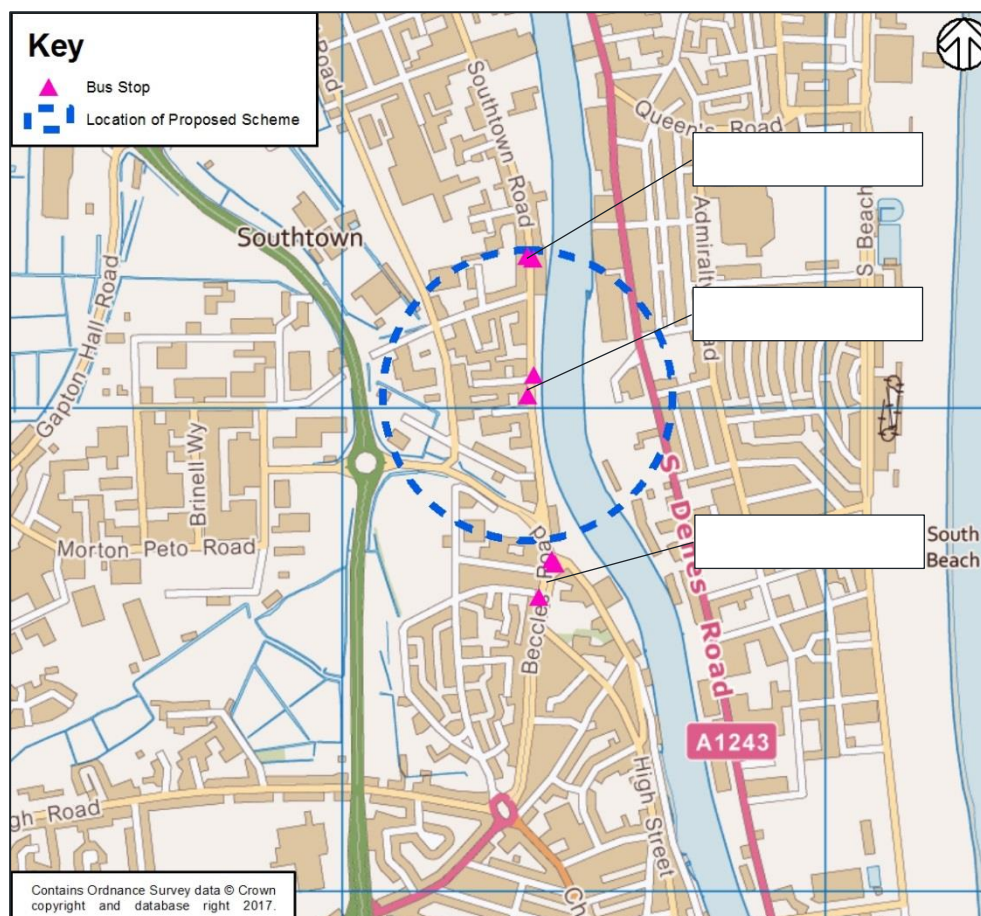 Key
Bus Stop
Location of Proposed Scheme
Road
Southtown Road
Queen's Road
Southtown Road
Southtown
Admiralty
S Beach
Gapton Hall Road
Brinell Wy
Morton Peto Road
S Denes Road
South
Beach
Beccles Road
A1243
High Street
Road
Contains Ordnance Survey data © Crown
copyright and database right 2017.